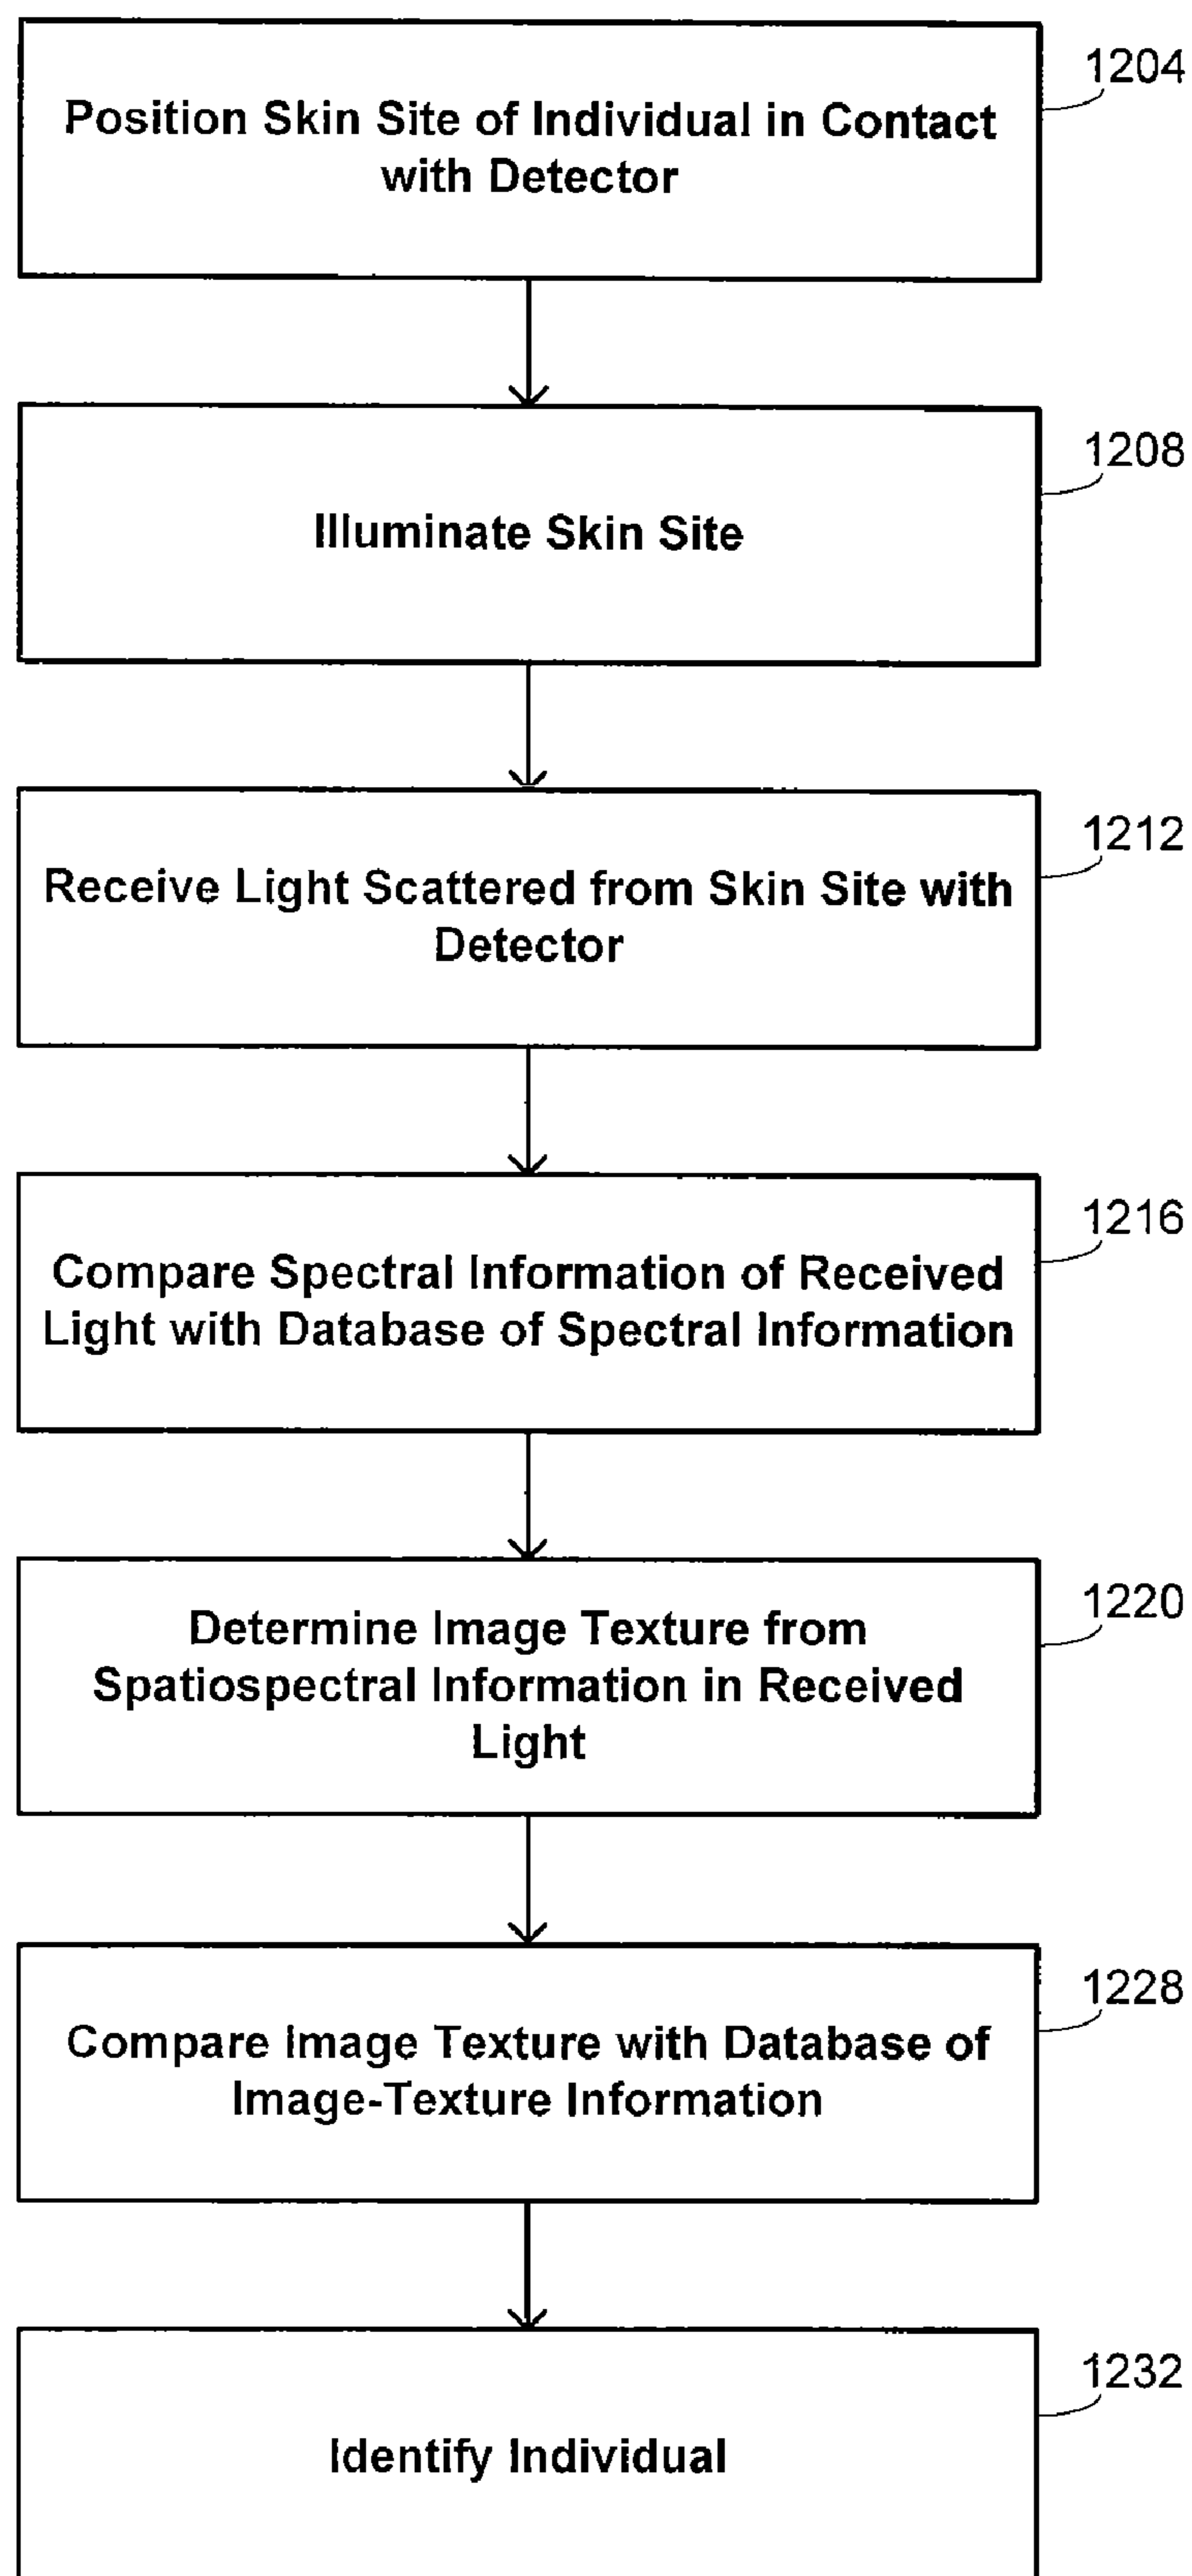 1204
Position Skin Site of Individual in Contact
with Detector
1208
Illuminate Skin Site
1212
Receive Light Scattered from Skin Site with
Detector
1216
Compare Spectral Information of Received
Light with Database of Spectral Information
1220
Determine Image Texture from
Spatiospectral Information in Received
Light
1228
Compare Image Texture with Database of
Image-Texture Information
1232
Identify Individual